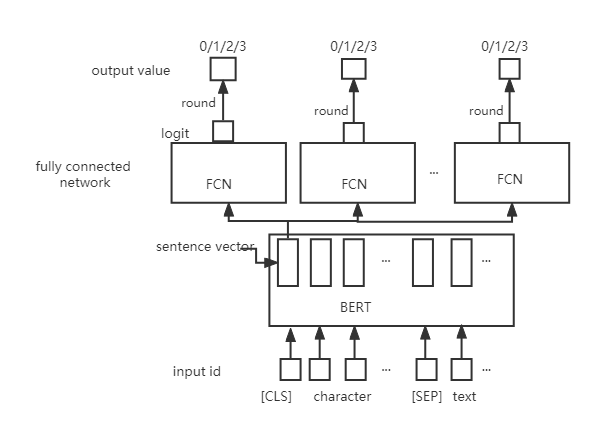 0/1/2/3 0/1/2/3 0/1/2/3
output value
round round round
logit
fully connected
network
FCN FCN ... FCN
sentence vector
... ...
BERT
input id ... ...
[CLS] character [SEP] text